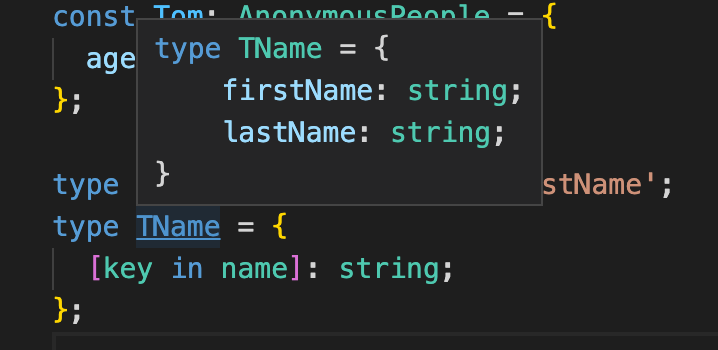 const Tom: AnonymousPeople = {
type TName = {
age
firstName: string;
};
lastName: string;
}
type stName';
type TName = {
[key in name]: string;
};